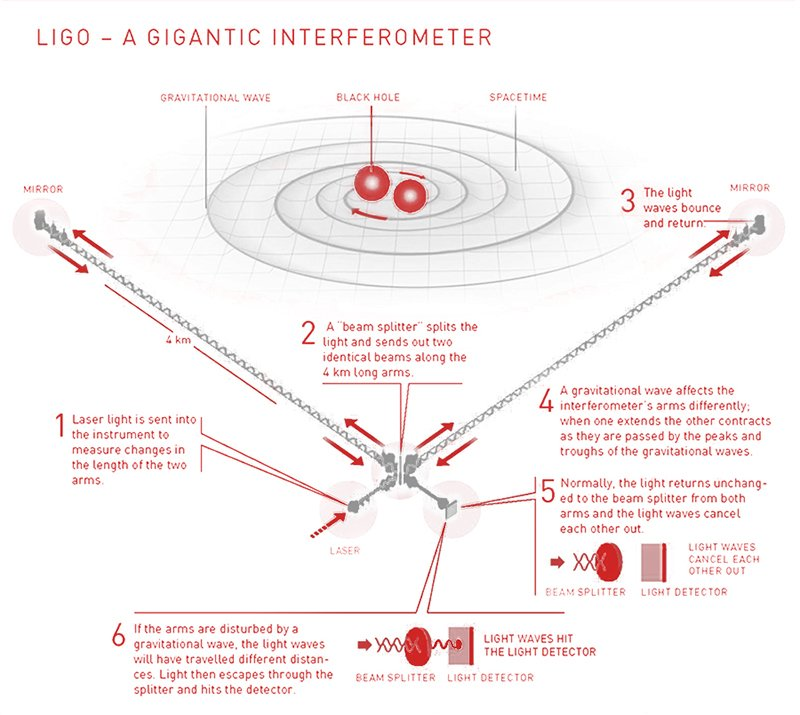 LIGO – A GIGANTIC INTERFEROMETER
GRAVITATIONAL WAVE
BLACK HOLE
SPACETIME
MIRROR
3 The light
waves bounce
and return.
MIRROR
4 km
2 A "beam splitter" splits the
light and sends out two
identical beams along the
4 km long arms.
1 Laser light is sent into
the instrument to
measure changes in
the length of the two
arms.
4 A gravitational wave affects the
interferometer's arms differently;
when one extends the other contracts
as they are passed by the peaks and
troughs of the gravitational waves.
5 Normally, the light returns unchang-
ed to the beam splitter from both
arms and the light waves cancel
each other out.
LASER
LIGHT WAVES
CANCEL EACH
OTHER OUT
BEAM SPLITTER
LIGHT DETECTOR
6 If the arms are disturbed by a
gravitational wave, the light waves
will have travelled different distan-
ces. Light then escapes through the
splitter and hits the detector.
LIGHT WAVES HIT
THE LIGHT DETECTOR
BEAM SPLITTER
LIGHT DETECTOR